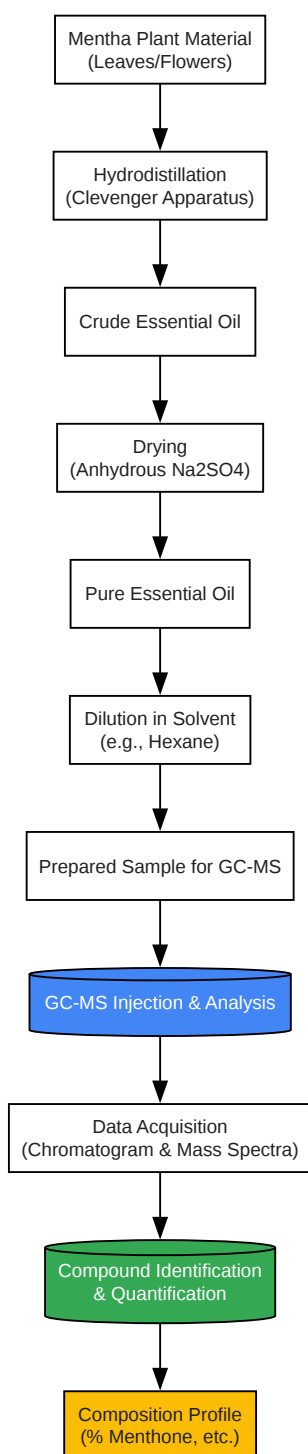 Mentha Plant Material
(Leaves/Flowers)
Hydrodistillation
(Clevenger Apparatus)
Crude Essential Oil
Drying
(Anhydrous Na2SO4)
Pure Essential Oil
Dilution in Solvent
(e.g., Hexane)
Prepared Sample for GC-MS
GC-MS Injection & Analysis
Data Acquisition
(Chromatogram & Mass Spectra)
Compound Identification
& Quantification
Composition Profile
(% Menthone, etc.)